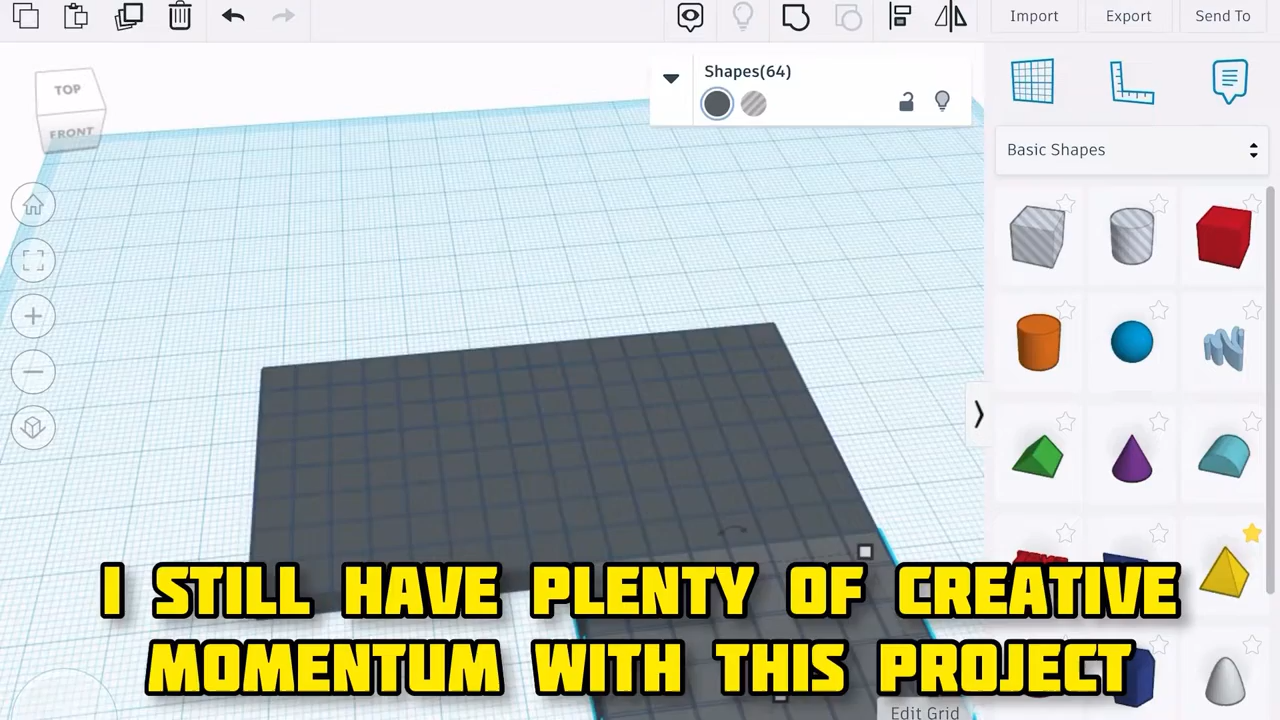 Import
Export
Send To
TOP
FRONT
Shapes(64)
Basic Shapes
I STILL HAVE PLENTY OF CREATIVE
MOMENTUM WITH THIS PROJECT
Edit Grid